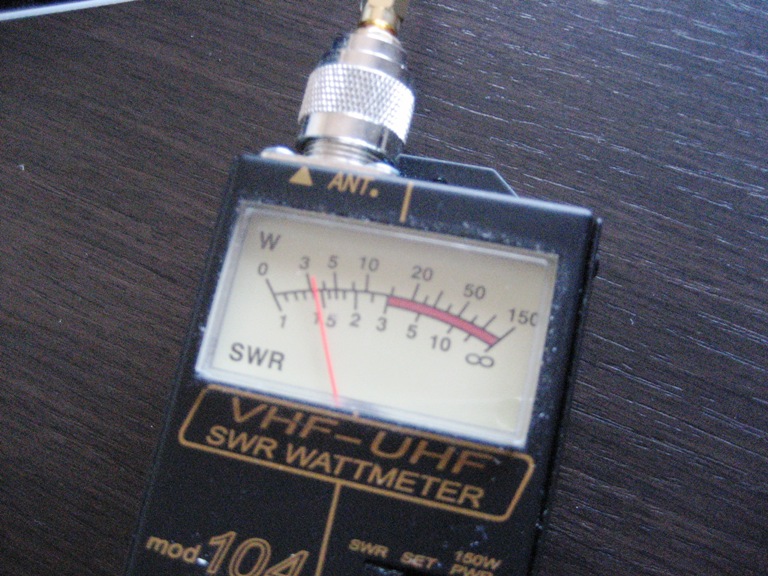 ▲ ANT.
W
0 3 5 10 20 50 150
1 1.5 2 3 5 10 ∞
SWR
VHF-UHF
SWR WATTMETER
mod 104
SWR SET 150W
PWR